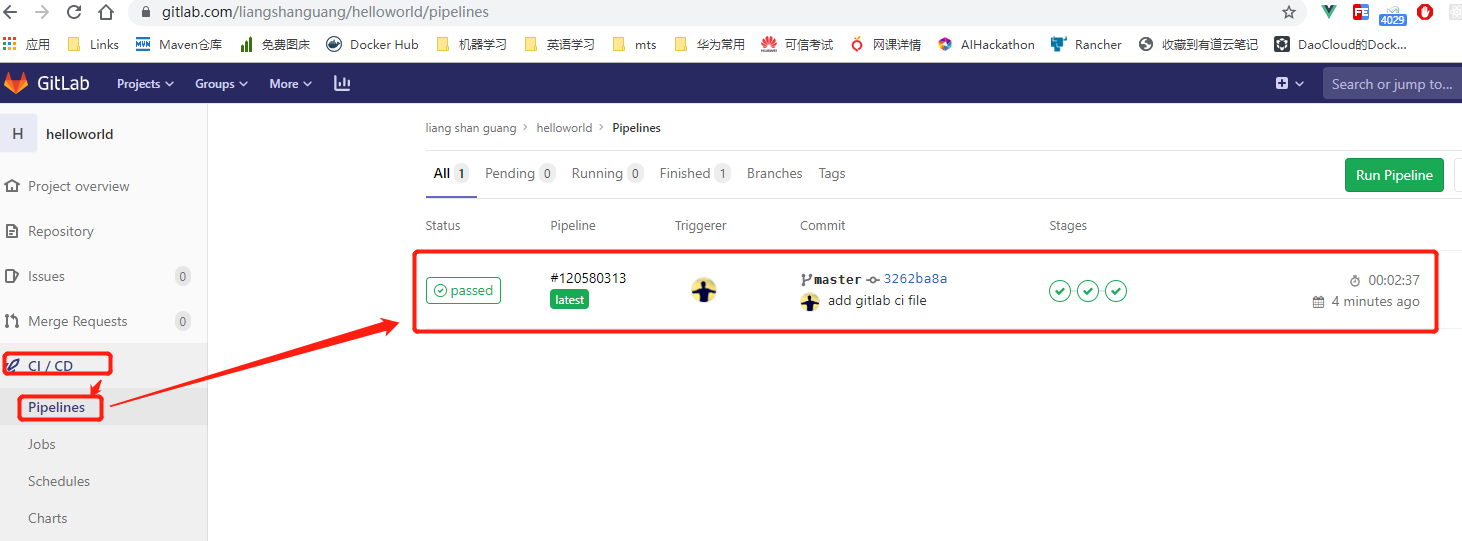 gitlab.com/liangshanguang/helloworld/pipelines
4029
应用 Links Maven仓库 免费图床 Docker Hub 机器学习 英语学习 mts 华为常用 可信考试 网课详情 AIHackathon Rancher 收藏到有道云笔记 DaoCloud的Dock...
GitLab Projects Groups More Search or jump to...
H helloworld
liang shan guang > helloworld > Pipelines
All 1 Pending 0 Running 0 Finished 1 Branches Tags Run Pipeline
Project overview
Status Pipeline Triggerer Commit Stages
Repository
Issues 0
#120580313 master 3262ba8a 00:02:37
passed
latest add gitlab ci file 4 minutes ago
Merge Requests 0
CI / CD
Pipelines
Jobs
Schedules
Charts